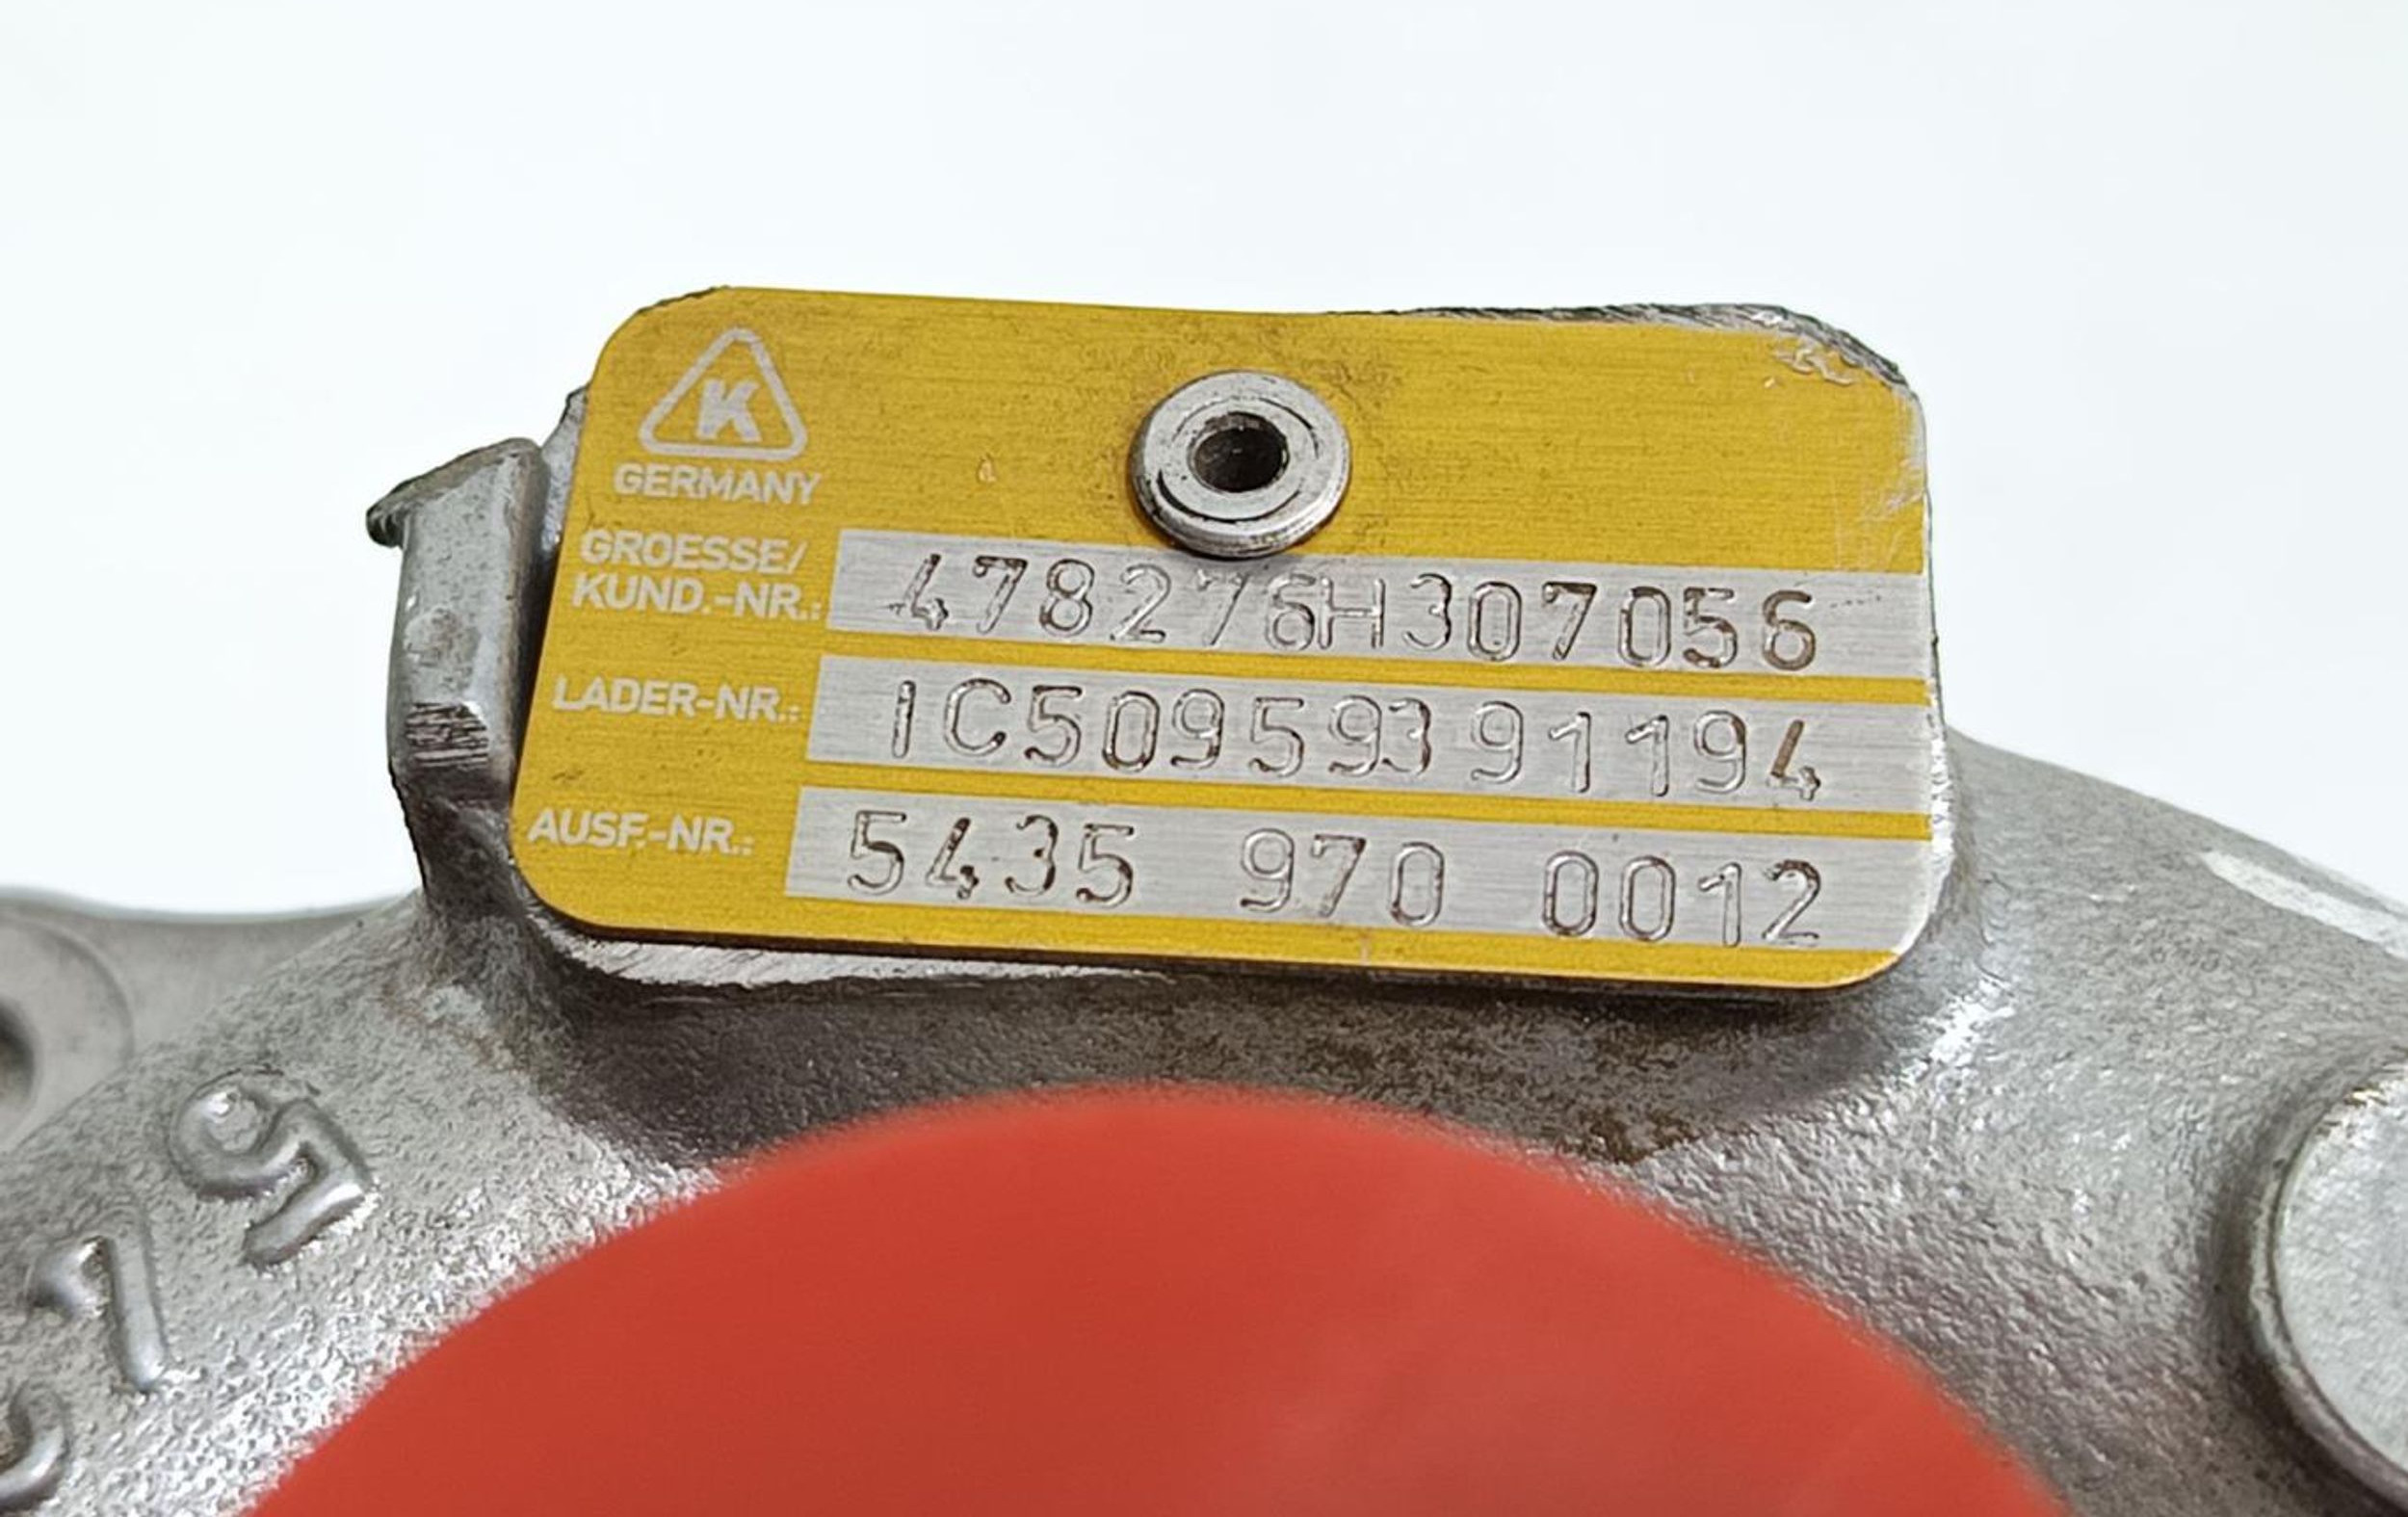 K
GERMANY
GROESSE/
KUND.-NR.: 478276H307056
LADER-NR.: 1C50959391194
AUSF.-NR.: 5435 970 0012